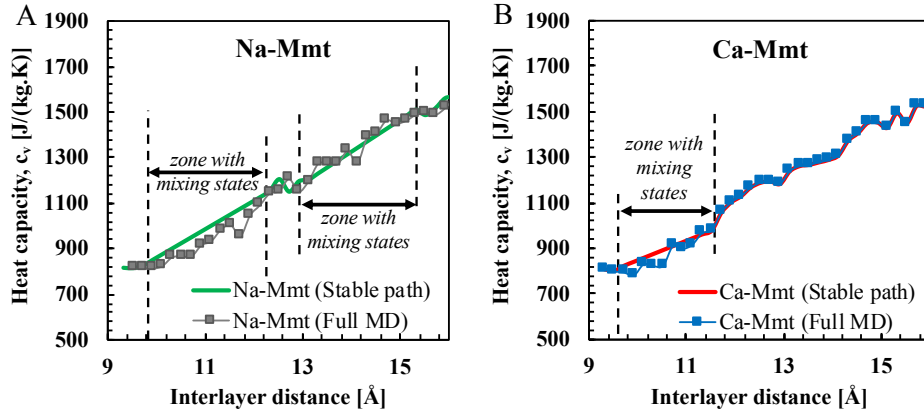 A
Na-Mmt
Heat capacity, cᵥ [J/(kg.K)]
1900
1700
1500
1300
1100
900
700
500
zone with
mixing states
zone with
mixing states
Na-Mmt (Stable path)
Na-Mmt (Full MD)
9
11
13
15
Interlayer distance [Å]
B
Ca-Mmt
Heat capacity, cᵥ [J/(kg.K)]
1900
1700
1500
1300
1100
900
700
500
zone with
mixing
states
Ca-Mmt (Stable path)
Ca-Mmt (Full MD)
9
11
13
15
Interlayer distance [Å]